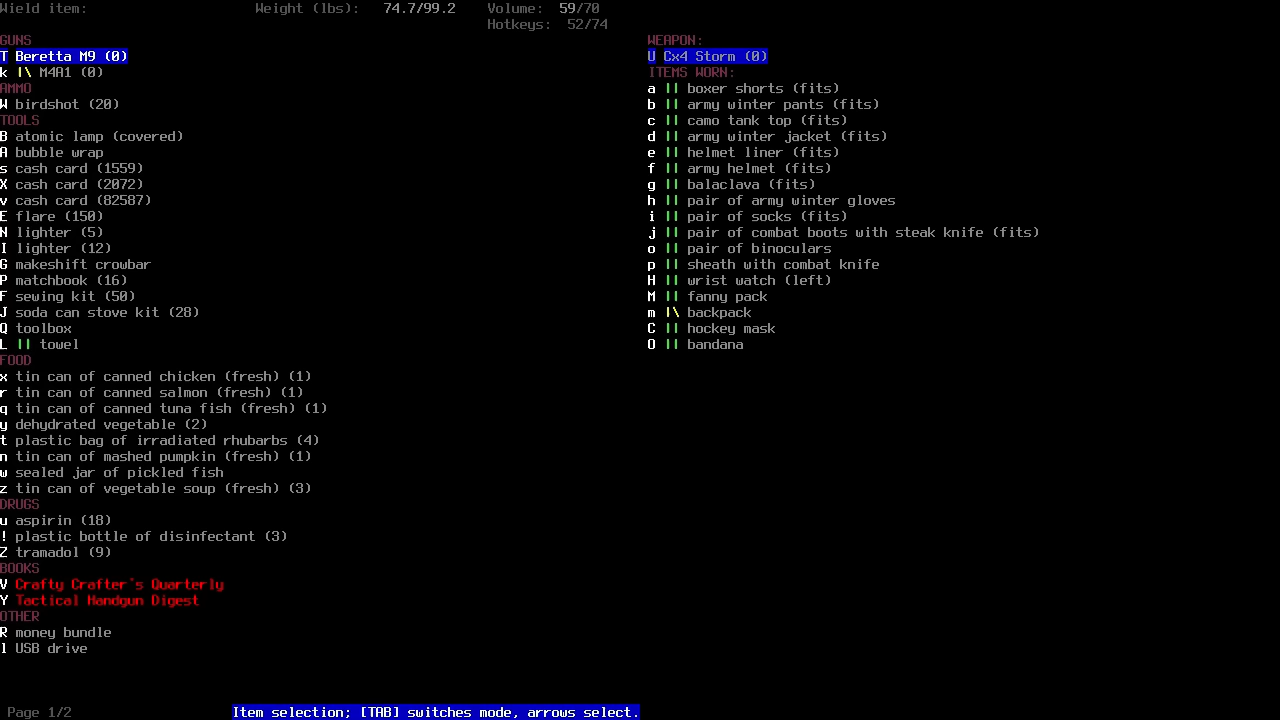 Wield item: Weight (lbs): 74.7/99.2 Volume: 59/70
Hotkeys: 52/74
GUNS
T Beretta M9 (0)
k |\ M4A1 (0)
AMMO
W birdshot (20)
TOOLS
B atomic lamp (covered)
A bubble wrap
s cash card (1559)
X cash card (2072)
v cash card (82587)
E flare (150)
N lighter (5)
I lighter (12)
G makeshift crowbar
P matchbook (16)
F sewing kit (50)
J soda can stove kit (28)
Q toolbox
L || towel
FOOD
x tin can of canned chicken (fresh) (1)
r tin can of canned salmon (fresh) (1)
q tin can of canned tuna fish (fresh) (1)
y dehydrated vegetable (2)
t plastic bag of irradiated rhubarbs (4)
n tin can of mashed pumpkin (fresh) (1)
w sealed jar of pickled fish
z tin can of vegetable soup (fresh) (3)
DRUGS
u aspirin (18)
! plastic bottle of disinfectant (3)
Z tramadol (9)
BOOKS
V Crafty Crafter's Quarterly
Y Tactical Handgun Digest
OTHER
R money bundle
l USB drive
WEAPON:
U Cx4 Storm (0)
ITEMS WORN:
a || boxer shorts (fits)
b || army winter pants (fits)
c || camo tank top (fits)
d || army winter jacket (fits)
e || helmet liner (fits)
f || army helmet (fits)
g || balaclava (fits)
h || pair of army winter gloves
i || pair of socks (fits)
j || pair of combat boots with steak knife (fits)
o || pair of binoculars
p || sheath with combat knife
H || wrist watch (left)
M || fanny pack
m |\ backpack
C || hockey mask
O || bandana
Page 1/2 Item selection; [TAB] switches mode, arrows select.